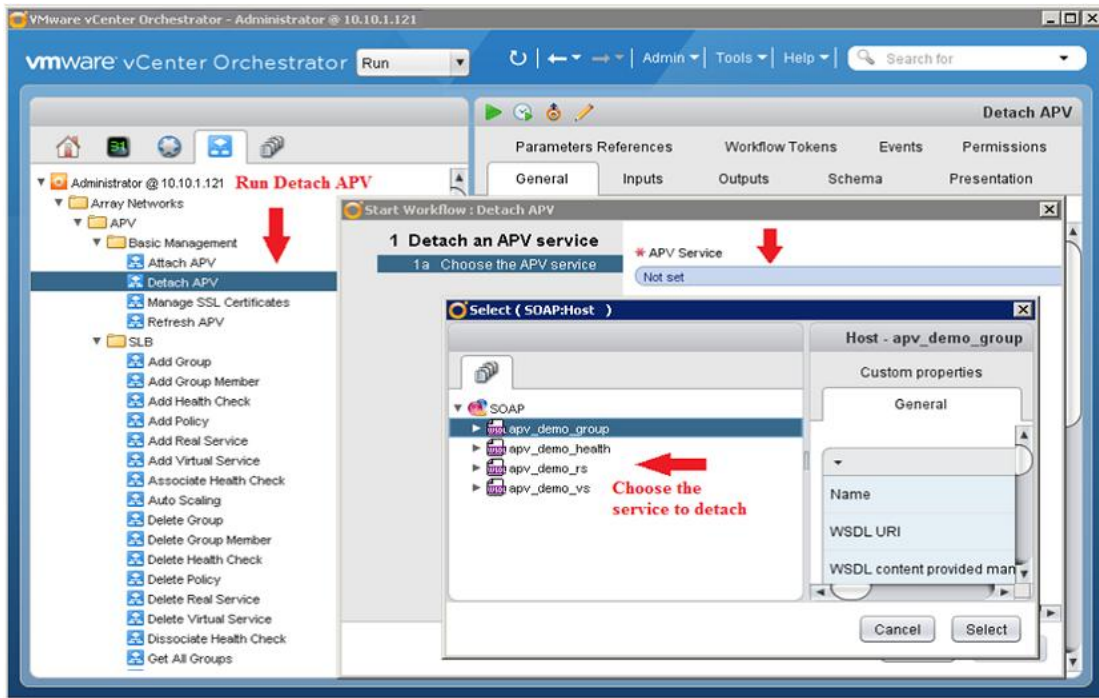 VMware vCenter Orchestrator - Administrator @ 10.10.1.121
vmware vCenter Orchestrator Run
Admin Tools Help Search for
Detach APV
Parameters References Workflow Tokens Events Permissions
General Inputs Outputs Schema Presentation
31
Administrator @ 10.10.1.121 Run Detach APV
Array Networks
APV
Basic Management
Attach APV
Detach APV
Manage SSL Certificates
Refresh APV
SLB
Add Group
Add Group Member
Add Health Check
Add Policy
Add Real Service
Add Virtual Service
Associate Health Check
Auto Scaling
Delete Group
Delete Group Member
Delete Health Check
Delete Policy
Delete Real Service
Delete Virtual Service
Dissociate Health Check
Get All Groups
Start Workflow : Detach APV
1 Detach an APV service
1a Choose the APV service
* APV Service
Not set
Select ( SOAP:Host )
SOAP
WSDL apv_demo_group
WSDL apv_demo_health
WSDL apv_demo_rs
WSDL apv_demo_vs
Choose the
service to detach
Host - apv_demo_group
Custom properties
General
Name
WSDL URI
WSDL content provided man
Cancel Select